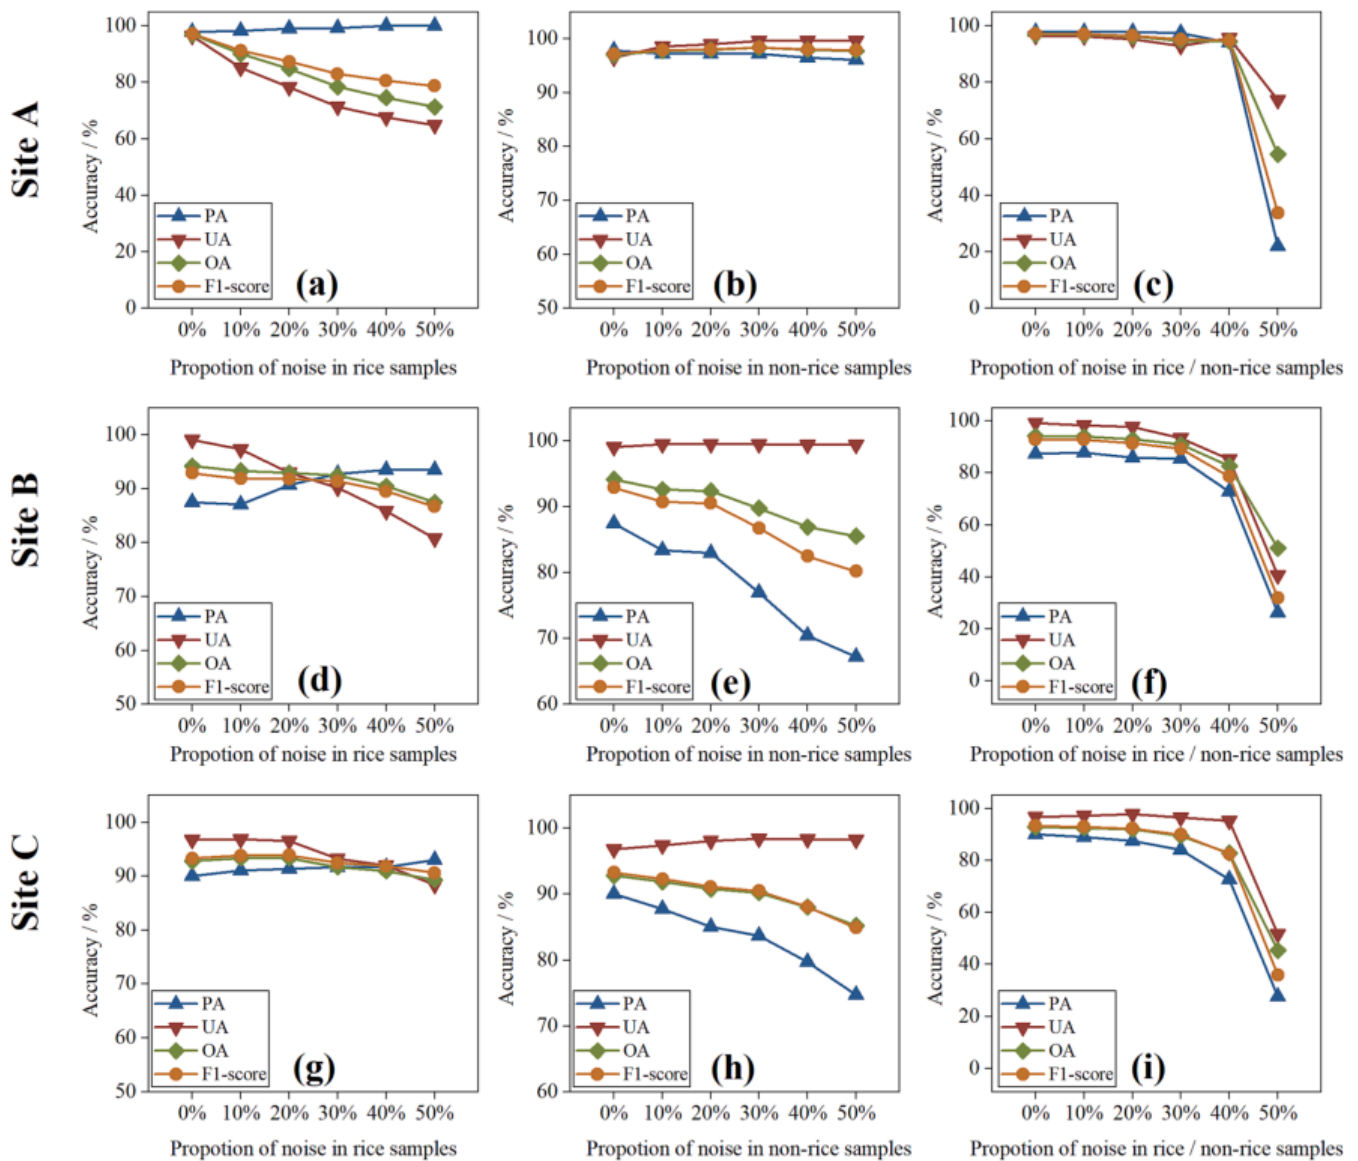 Site A
Accuracy / %
100
80
60
40
20
0
PA
UA
OA
F1-score
(a)
0% 10% 20% 30% 40% 50%
Propotion of noise in rice samples
Accuracy / %
100
90
80
70
60
50
PA
UA
OA
F1-score
(b)
0% 10% 20% 30% 40% 50%
Propotion of noise in non-rice samples
Accuracy / %
100
80
60
40
20
0
PA
UA
OA
F1-score
(c)
0% 10% 20% 30% 40% 50%
Propotion of noise in rice / non-rice samples
Site B
Accuracy / %
100
90
80
70
60
50
PA
UA
OA
F1-score
(d)
0% 10% 20% 30% 40% 50%
Propotion of noise in rice samples
Accuracy / %
100
90
80
70
60
PA
UA
OA
F1-score
(e)
0% 10% 20% 30% 40% 50%
Propotion of noise in non-rice samples
Accuracy / %
100
80
60
40
20
0
PA
UA
OA
F1-score
(f)
0% 10% 20% 30% 40% 50%
Propotion of noise in rice / non-rice samples
Site C
Accuracy / %
100
90
80
70
60
50
PA
UA
OA
F1-score
(g)
0% 10% 20% 30% 40% 50%
Propotion of noise in rice samples
Accuracy / %
100
90
80
70
60
PA
UA
OA
F1-score
(h)
0% 10% 20% 30% 40% 50%
Propotion of noise in non-rice samples
Accuracy / %
100
80
60
40
20
0
PA
UA
OA
F1-score
(i)
0% 10% 20% 30% 40% 50%
Propotion of noise in rice / non-rice samples